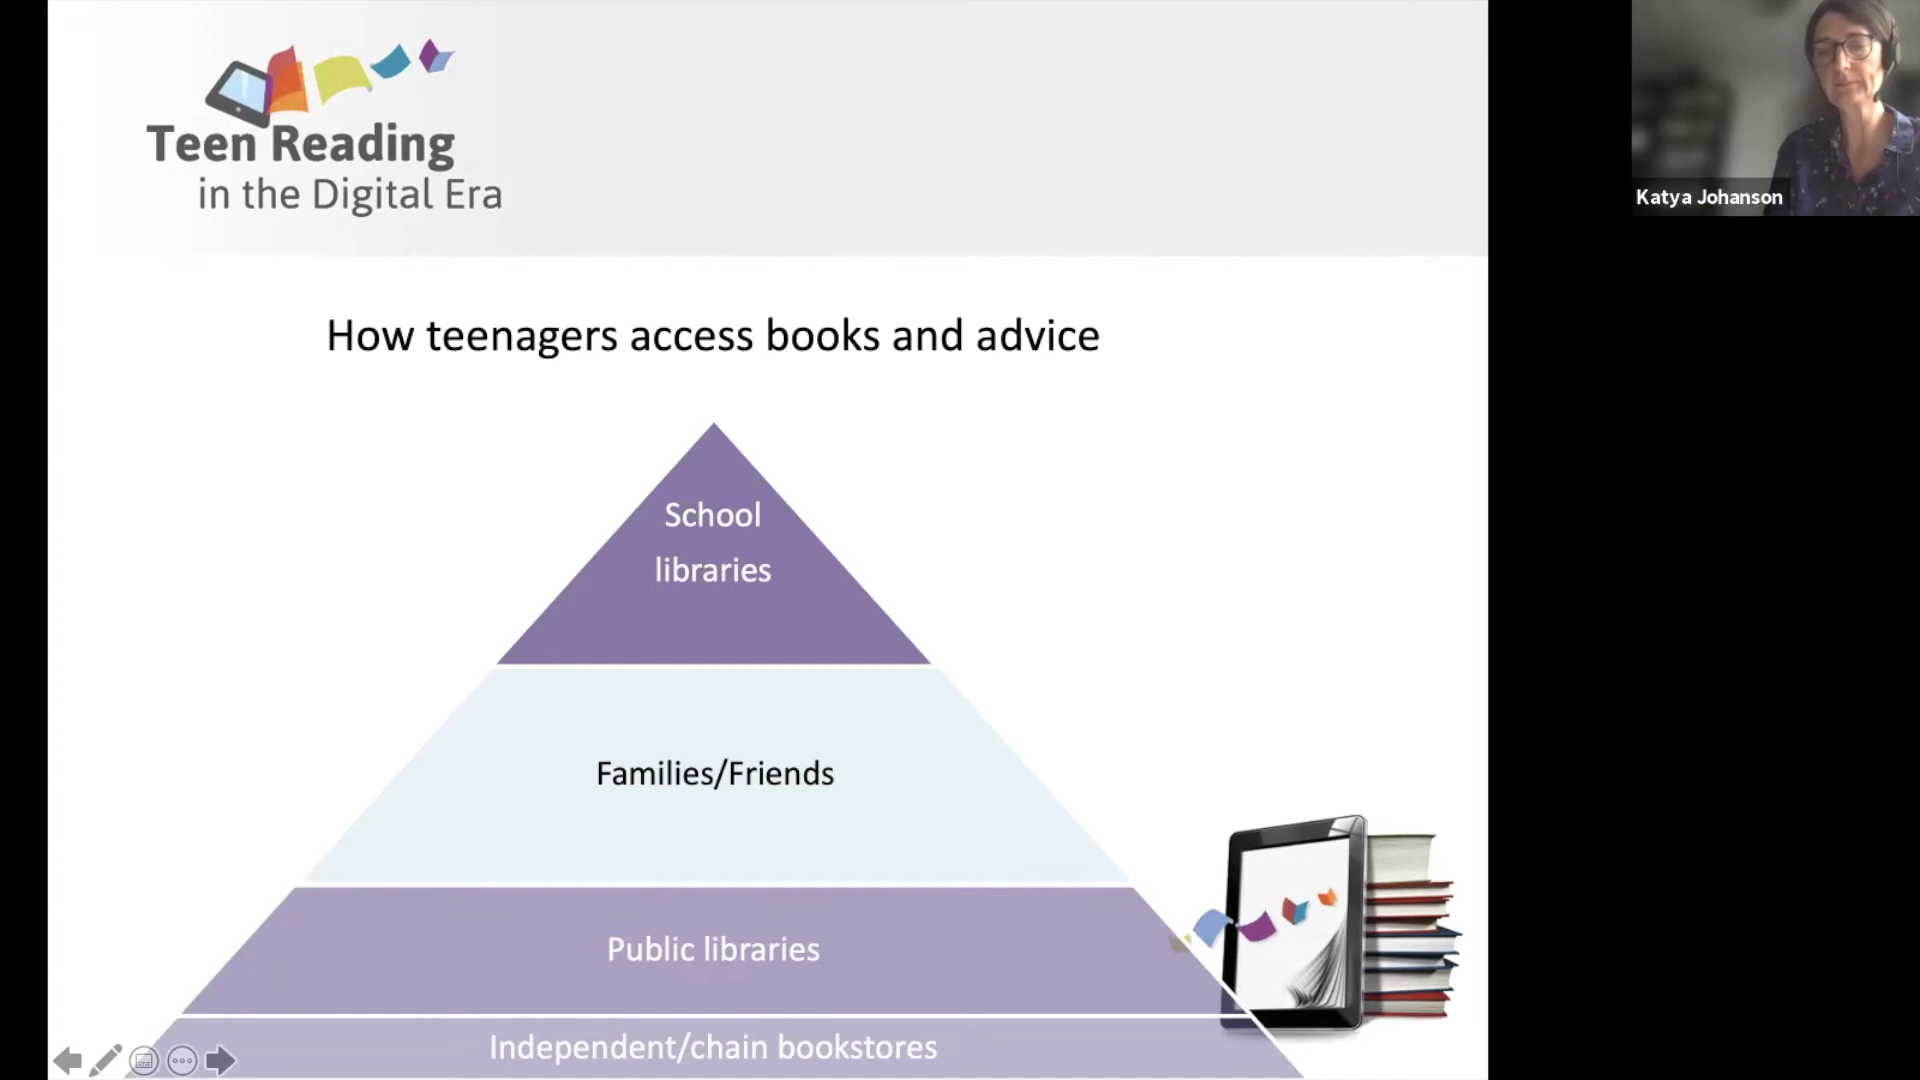 Teen Reading
in the Digital Era
Katya Johanson
How teenagers access books and advice
School
libraries
Families/Friends
Public libraries
Independent/chain bookstores